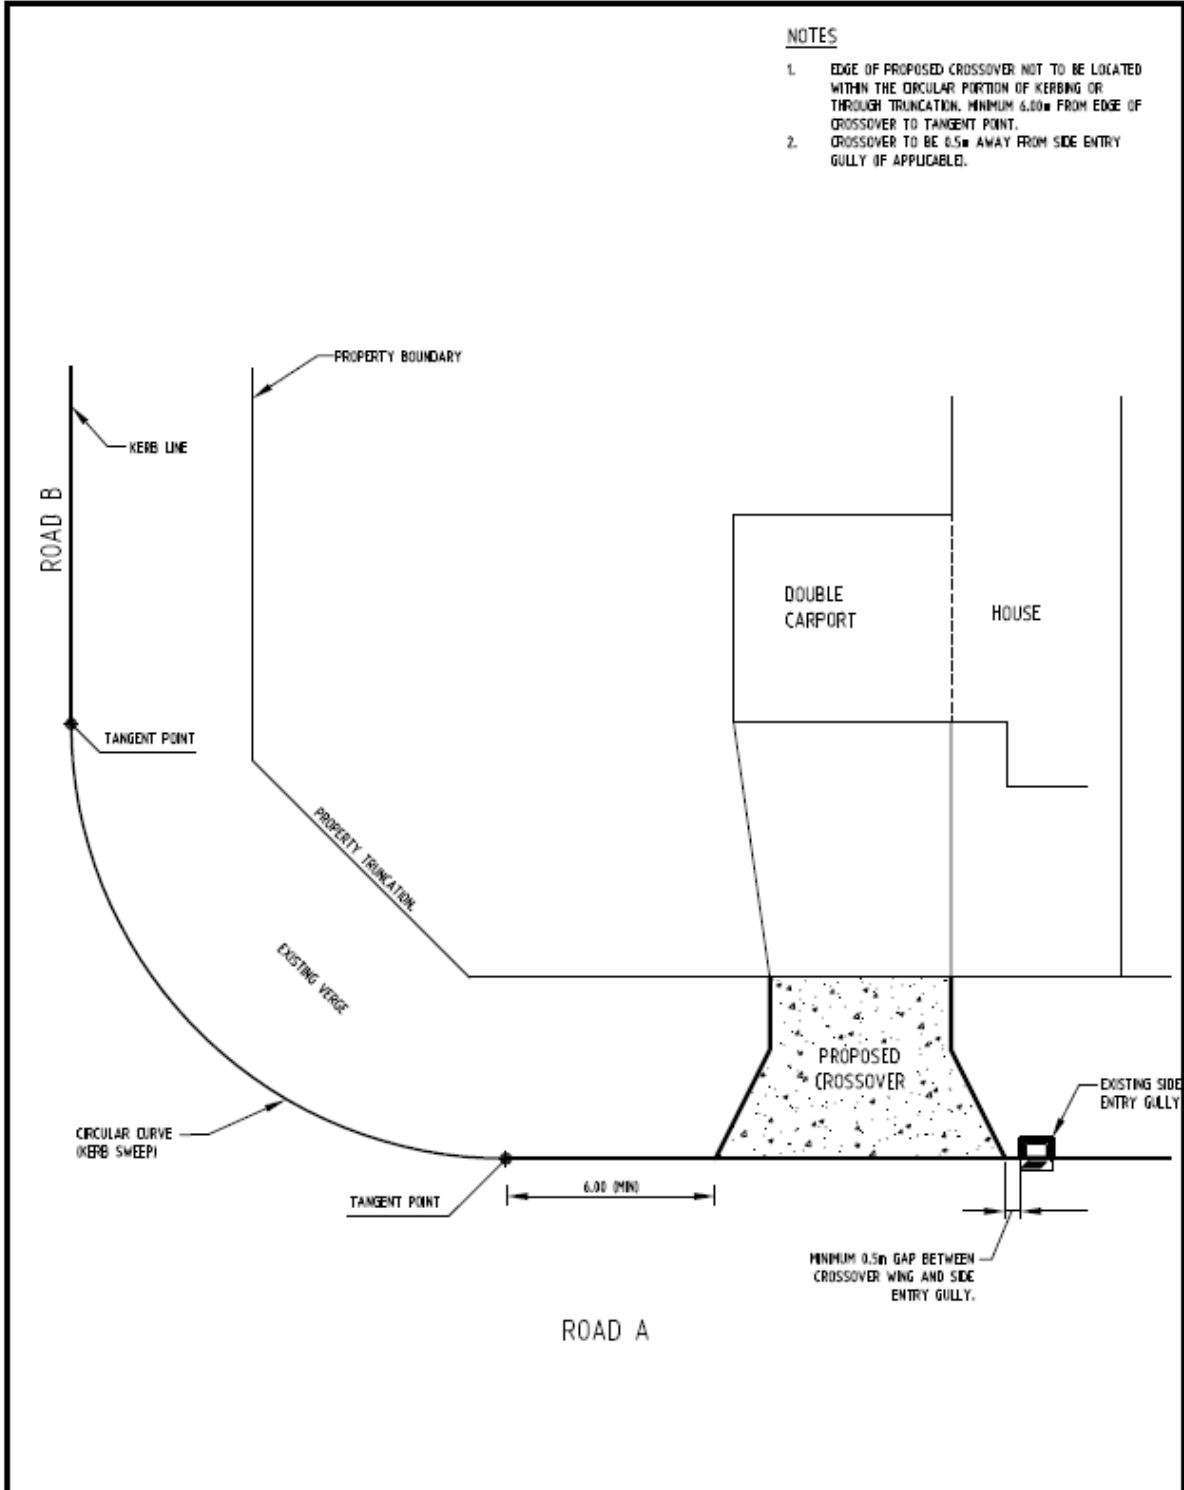 NOTES
1. EDGE OF PROPOSED CROSSOVER NOT TO BE LOCATED
WITHIN THE CIRCULAR PORTION OF KERBING OR
THROUGH TRUNCATION. MINIMUM 6.00m FROM EDGE OF
CROSSOVER TO TANGENT POINT.
2. CROSSOVER TO BE 0.5m AWAY FROM SIDE ENTRY
GULLY (IF APPLICABLE).
PROPERTY BOUNDARY
KERB LINE
ROAD B
DOUBLE
CARPORT
HOUSE
TANGENT POINT
PROPERTY TRUNCATION.
EXISTING VERGE
PROPOSED
CROSSOVER
EXISTING SIDE
ENTRY GULLY
CIRCULAR CURVE
(KERB SWEEP)
TANGENT POINT
6.00 (MIN)
MINIMUM 0.5m GAP BETWEEN
CROSSOVER WING AND SIDE
ENTRY GULLY.
ROAD A